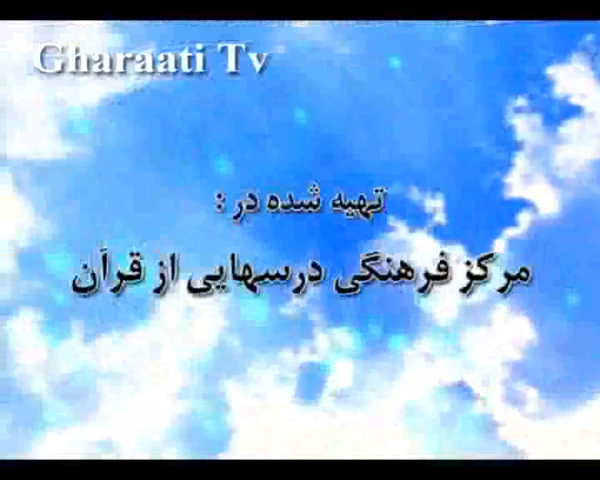 Gharaati Tv
تهیه شده در :
مرکز فرهنگی درسهایی از قرآن